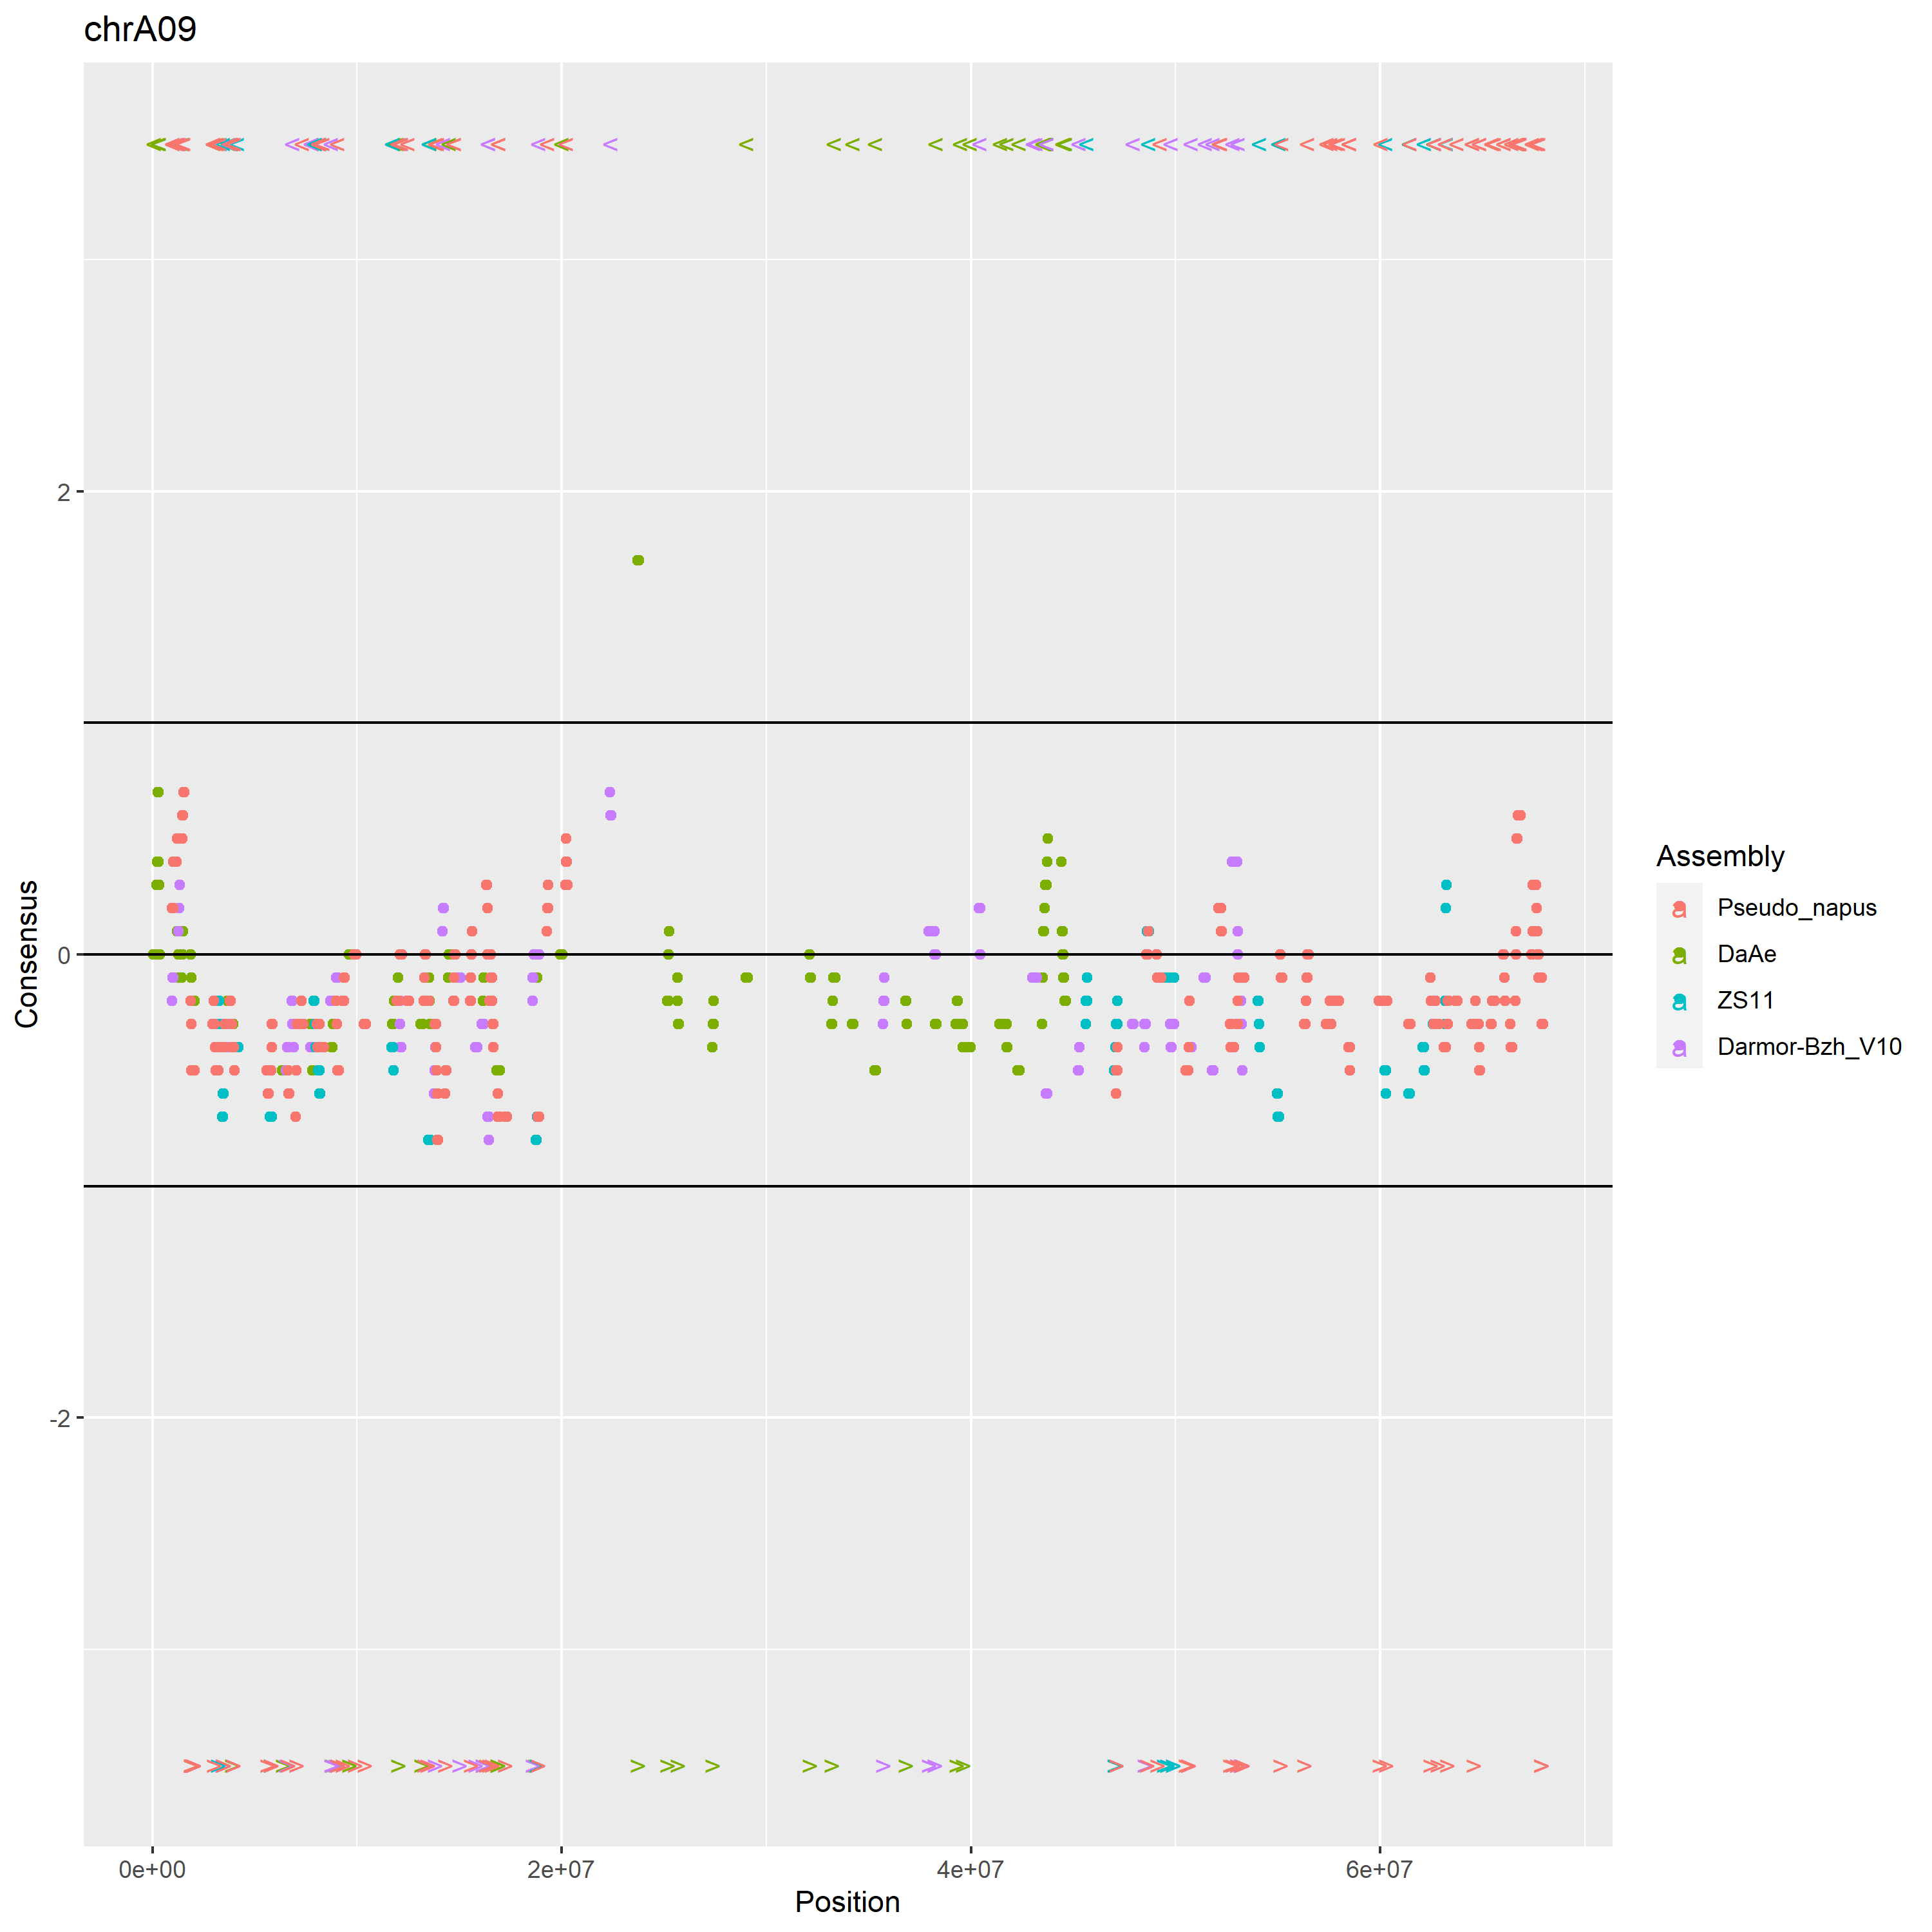 chrA09
2
0
-2
Consensus
0e+00
2e+07
4e+07
6e+07
Position
Assembly
a Pseudo_napus
a DaAe
a ZS11
a Darmor-Bzh_V10